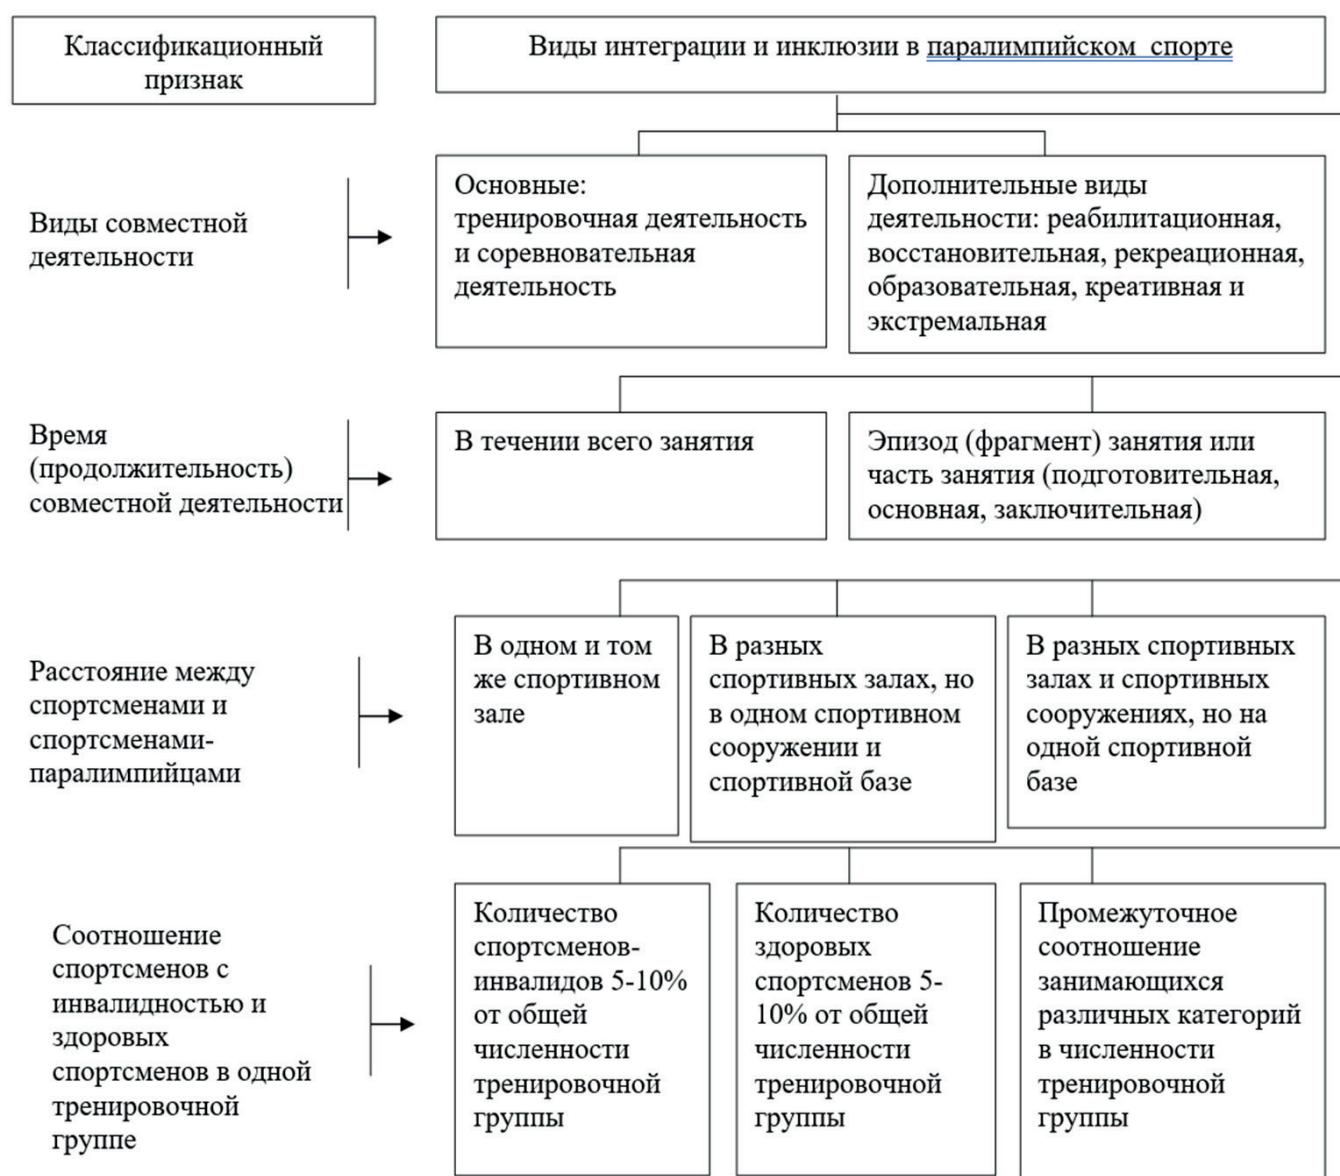 Классификационный
признак
Виды интеграции и инклюзии в паралимпийском спорте
Виды совместной
деятельности
Основные:
тренировочная деятельность
и соревновательная
деятельность
Дополнительные виды
деятельности: реабилитационная,
восстановительная, рекреационная,
образовательная, креативная и
экстремальная
Время
(продолжительность)
совместной деятельности
В течении всего занятия
Эпизод (фрагмент) занятия или
часть занятия (подготовительная,
основная, заключительная)
Расстояние между
спортсменами и
спортсменами-
паралимпийцами
В одном и том
же спортивном
зале
В разных
спортивных залах, но
в одном спортивном
сооружении и
спортивной базе
В разных спортивных
залах и спортивных
сооружениях, но на
одной спортивной
базе
Соотношение
спортсменов с
инвалидностью и
здоровых
спортсменов в одной
тренировочной
группе
Количество
спортсменов-
инвалидов 5-10%
от общей
численности
тренировочной
группы
Количество
здоровых
спортсменов 5-
10% от общей
численности
тренировочной
группы
Промежуточное
соотношение
занимающихся
различных категорий
в численности
тренировочной
группы